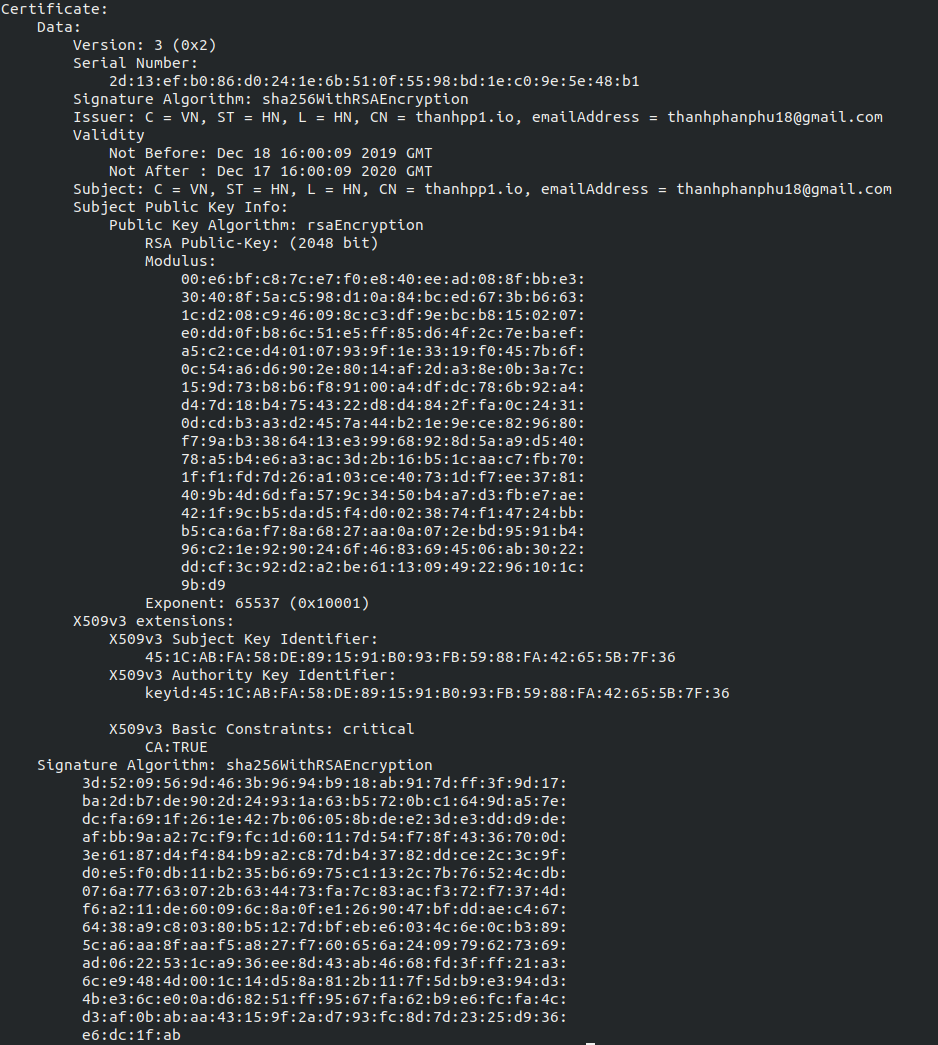 Certificate:
    Data:
        Version: 3 (0x2)
        Serial Number:
            2d:13:ef:b0:86:d0:24:1e:6b:51:0f:55:98:bd:1e:c0:9e:5e:48:b1
        Signature Algorithm: sha256WithRSAEncryption
        Issuer: C = VN, ST = HN, L = HN, CN = thanhpp1.io, emailAddress = thanhphanphu18@gmail.com
        Validity
            Not Before: Dec 18 16:00:09 2019 GMT
            Not After : Dec 17 16:00:09 2020 GMT
        Subject: C = VN, ST = HN, L = HN, CN = thanhpp1.io, emailAddress = thanhphanphu18@gmail.com
        Subject Public Key Info:
            Public Key Algorithm: rsaEncryption
                RSA Public-Key: (2048 bit)
                Modulus:
                    00:e6:bf:c8:7c:e7:f0:e8:40:ee:ad:08:8f:bb:e3:
                    30:40:8f:5a:c5:98:d1:0a:84:bc:ed:67:3b:b6:63:
                    1c:d2:08:c9:46:09:8c:c3:df:9e:bc:b8:15:02:07:
                    e0:dd:0f:b8:6c:51:e5:ff:85:d6:4f:2c:7e:ba:ef:
                    a5:c2:ce:d4:01:07:93:9f:1e:33:19:f0:45:7b:6f:
                    0c:54:a6:d6:90:2e:80:14:af:2d:a3:8e:0b:3a:7c:
                    15:9d:73:b8:b6:f8:91:00:a4:df:dc:78:6b:92:a4:
                    d4:7d:18:b4:75:43:22:d8:d4:84:2f:fa:0c:24:31:
                    0d:cd:b3:a3:d2:45:7a:44:b2:1e:9e:ce:82:96:80:
                    f7:9a:b3:38:64:13:e3:99:68:92:8d:5a:a9:d5:40:
                    78:a5:b4:e6:a3:ac:3d:2b:16:b5:1c:aa:c7:fb:70:
                    1f:f1:fd:7d:26:a1:03:ce:40:73:1d:f7:ee:37:81:
                    40:9b:4d:6d:fa:57:9c:34:50:b4:a7:d3:fb:e7:ae:
                    42:1f:9c:b5:da:d5:f4:d0:02:38:74:f1:47:24:bb:
                    b5:ca:6a:f7:8a:68:27:aa:0a:07:2e:bd:95:91:b4:
                    96:c2:1e:92:90:24:6f:46:83:69:45:06:ab:30:22:
                    dd:cf:3c:92:d2:a2:be:61:13:09:49:22:96:10:1c:
                    9b:d9
                Exponent: 65537 (0x10001)
        X509v3 extensions:
            X509v3 Subject Key Identifier:
                45:1C:AB:FA:58:DE:89:15:91:B0:93:FB:59:88:FA:42:65:5B:7F:36
            X509v3 Authority Key Identifier:
                keyid:45:1C:AB:FA:58:DE:89:15:91:B0:93:FB:59:88:FA:42:65:5B:7F:36
            X509v3 Basic Constraints: critical
                CA:TRUE
    Signature Algorithm: sha256WithRSAEncryption
         3d:52:09:56:9d:46:3b:96:94:b9:18:ab:91:7d:ff:3f:9d:17:
         ba:2d:b7:de:90:2d:24:93:1a:63:b5:72:0b:c1:64:9d:a5:7e:
         dc:fa:69:1f:26:1e:42:7b:06:05:8b:de:e2:3d:e3:dd:d9:de:
         af:bb:9a:a2:7c:f9:fc:1d:60:11:7d:54:f7:8f:43:36:70:0d:
         3e:61:87:d4:f4:84:b9:a2:c8:7d:b4:37:82:dd:ce:2c:3c:9f:
         d0:e5:f0:db:11:b2:35:b6:69:75:c1:13:2c:7b:76:52:4c:db:
         07:6a:77:63:07:2b:63:44:73:fa:7c:83:ac:f3:72:f7:37:4d:
         f6:a2:11:de:60:09:6c:8a:0f:e1:26:90:47:bf:dd:ae:c4:67:
         64:38:a9:c8:03:80:b5:12:7d:bf:eb:e6:03:4c:6e:0c:b3:89:
         5c:a6:aa:8f:aa:f5:a8:27:f7:60:65:6a:24:09:79:62:73:69:
         ad:06:22:53:1c:a9:36:ee:8d:43:ab:46:68:fd:3f:ff:21:a3:
         6c:e9:48:4d:00:1c:14:d5:8a:81:2b:11:7f:5d:b9:e3:94:d3:
         4b:e3:6c:e0:0a:d6:82:51:ff:95:67:fa:62:b9:e6:fc:fa:4c:
         d3:af:0b:ab:aa:43:15:9f:2a:d7:93:fc:8d:7d:23:25:d9:36:
         e6:dc:1f:ab